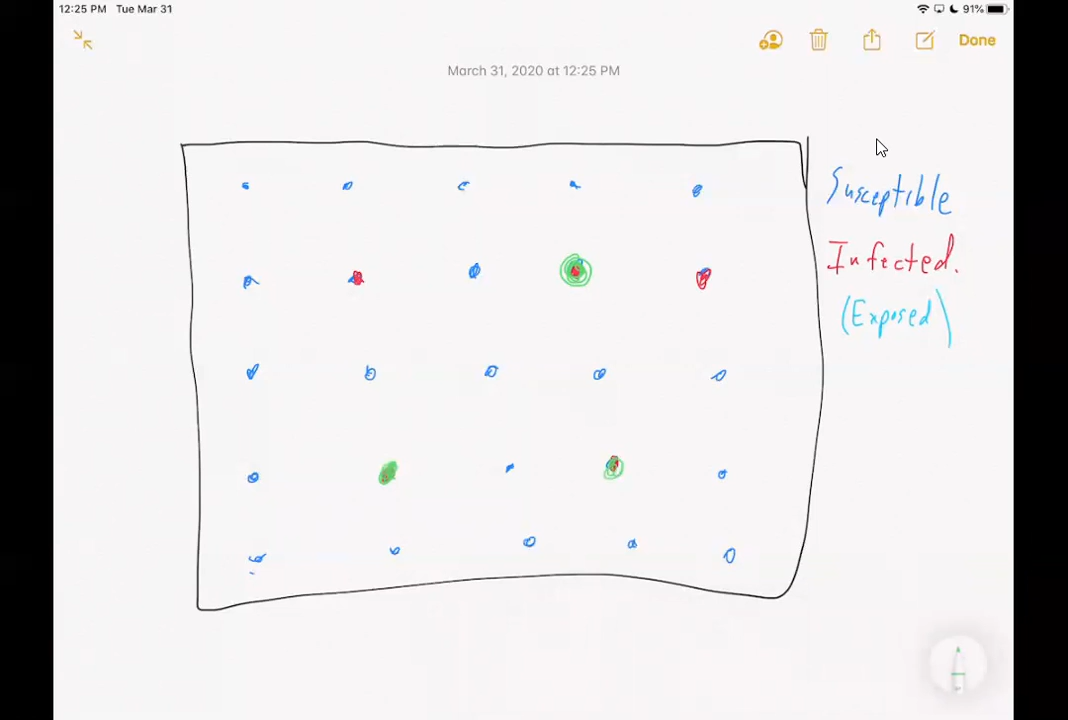 12:25 PM Tue Mar 31
91%
Done
March 31, 2020 at 12:25 PM
Susceptible
Infected.
(Exposed)